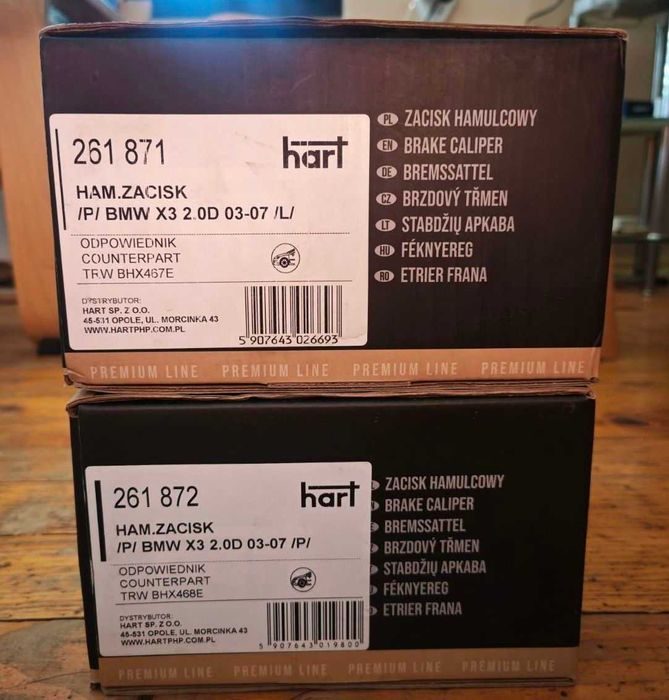 261 871
hart
HAM.ZACISK
/P/ BMW X3 2.0D 03-07 /L/
ODPOWIEDNIK
COUNTERPART
TRW BHX467E
DYSTRYBUTOR:
HART SP. Z O.O.
45-531 OPOLE, UL. MORCINKA 43
WWW.HARTPHP.COM.PL
5 907643 026693
PL ZACISK HAMULCOWY
EN BRAKE CALIPER
DE BREMSSATTEL
CZ BRZDOVÝ TŘMEN
LT STABDŽIŲ APKABA
HU FÉKNYEREG
RO ETRIER FRANA
PREMIUM LINE PREMIUM LINE PREMIUM LINE PREMIUM LINE
261 872
hart
HAM.ZACISK
/P/ BMW X3 2.0D 03-07 /P/
ODPOWIEDNIK
COUNTERPART
TRW BHX468E
DYSTRYBUTOR:
HART SP. Z O.O.
45-531 OPOLE, UL. MORCINKA 43
WWW.HARTPHP.COM.PL
5 907643 019800
ZACISK HAMULCOWY
BRAKE CALIPER
BREMSSATTEL
BRZDOVÝ TŘMEN
STABDŽIŲ APKABA
FÉKNYEREG
ETRIER FRANA
PREMIUM LINE PREMIUM LINE PREMIUM LINE PREMIUM LINE